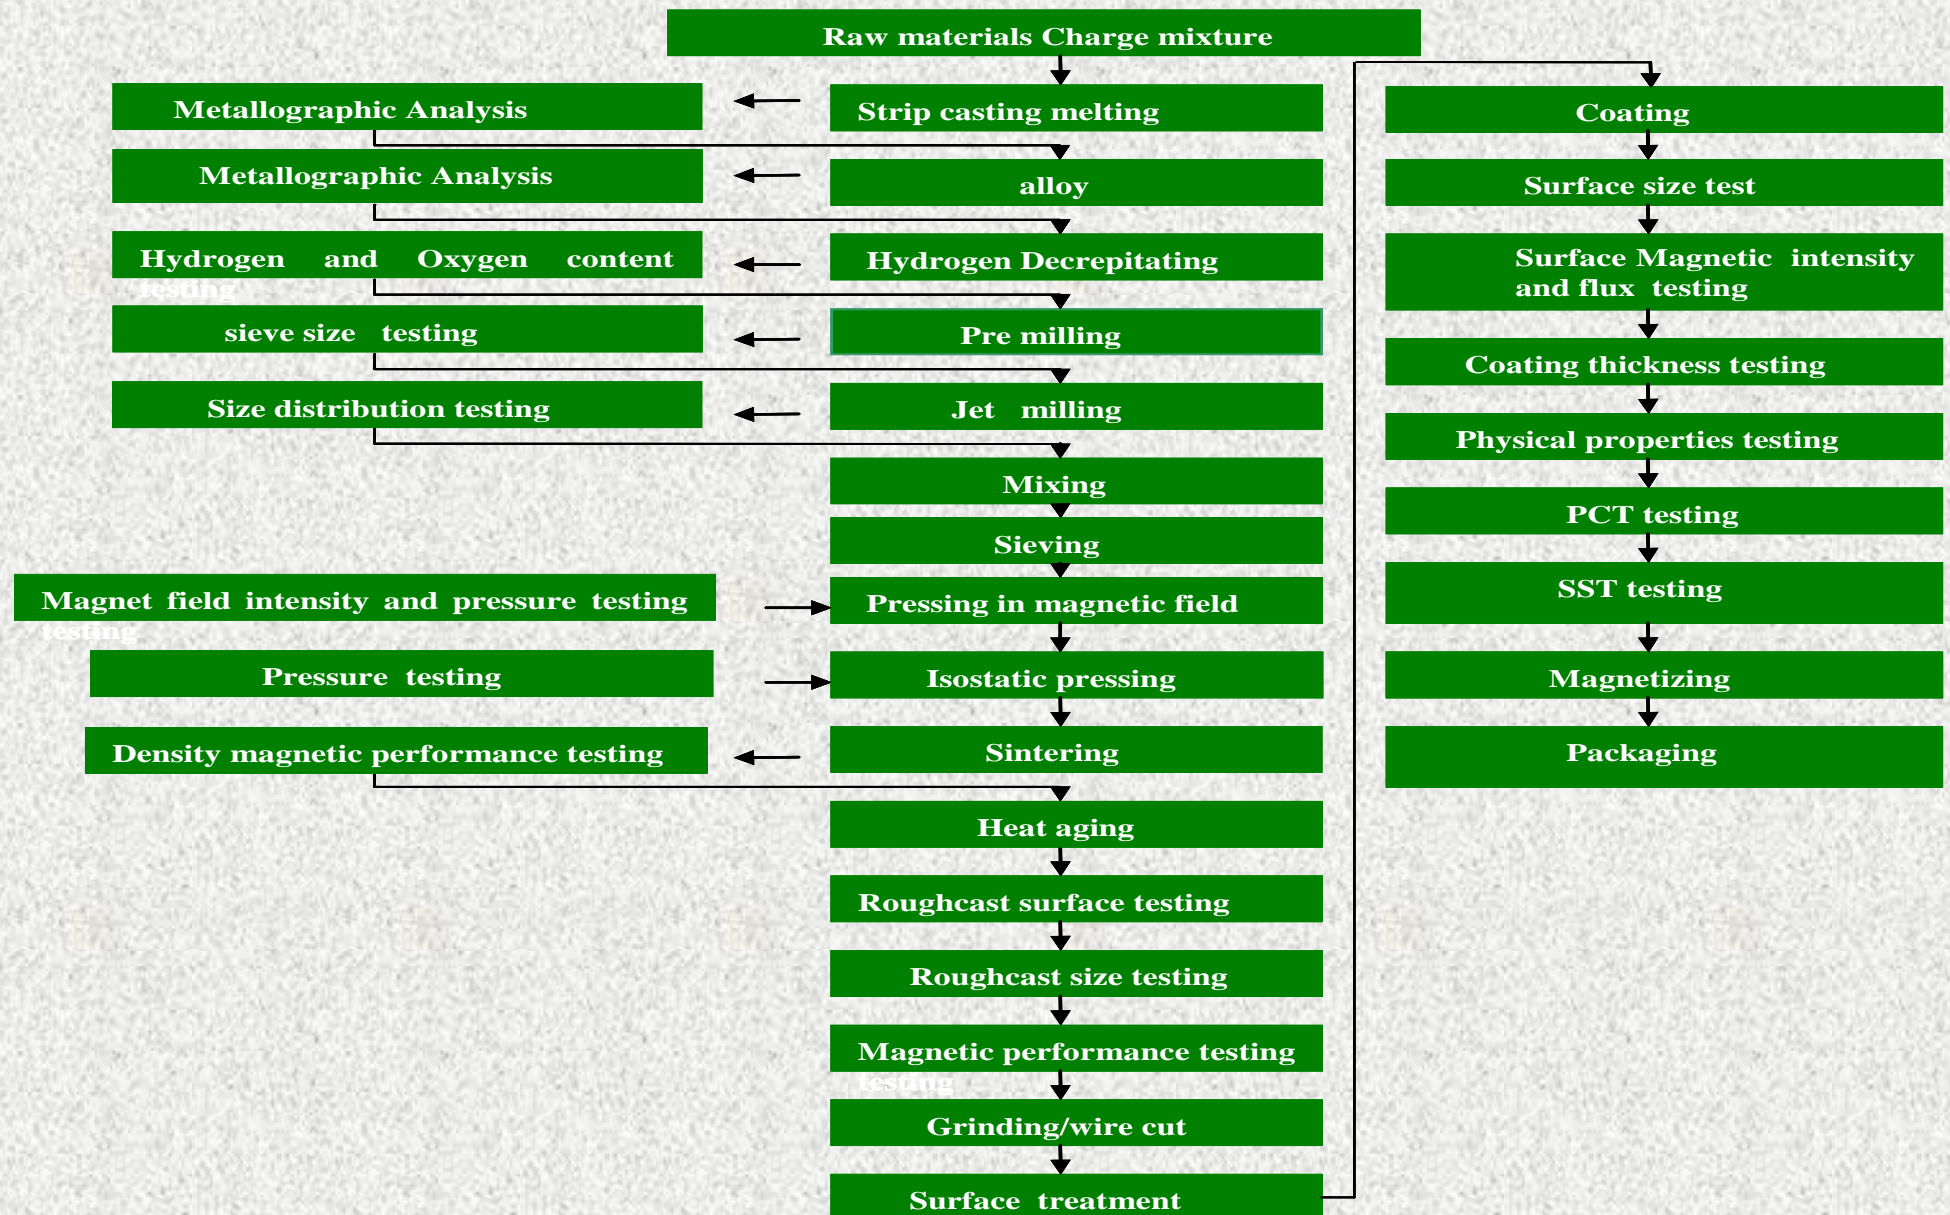 Raw materials Charge mixture
Metallographic Analysis
Strip casting melting
Metallographic Analysis
alloy
Hydrogen and Oxygen content
testing
Hydrogen Decrepitating
sieve size testing
Pre milling
Size distribution testing
Jet milling
Mixing
Sieving
Magnet field intensity and pressure testing
testing
Pressing in magnetic field
Pressure testing
Isostatic pressing
Density magnetic performance testing
Sintering
Heat aging
Roughcast surface testing
Roughcast size testing
Magnetic performance testing
testing
Grinding/wire cut
Surface treatment
Coating
Surface size test
Surface Magnetic intensity
and flux testing
Coating thickness testing
Physical properties testing
PCT testing
SST testing
Magnetizing
Packaging